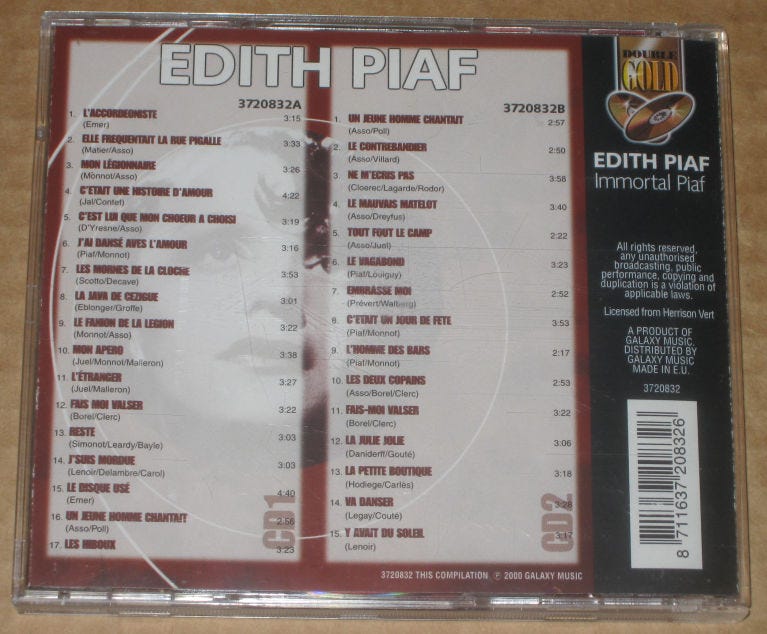 EDITH PIAF
3720832A
1. L'ACCORDEONISTE 3:15
(Emer)
2. ELLE FREQUENTAIT LA RUE PIGALLE 3:33
(Matier/Asso)
3. MON LÉGIONNAIRE 3:26
(Monnot/Asso)
4. C'ETAIT UNE HISTOIRE D'AMOUR 4:22
(Jal/Confet)
5. C'EST LUI QUE MON CHOEUR A CHOISI 3:19
(D'Yresne/Asso)
6. J'AI DANSÉ AVES L'AMOUR 3:16
(Piaf/Monnot)
7. LES MORNES DE LA CLOCHE 3:53
(Scotto/Decave)
8. LA JAVA DE CEZIGUE 3:01
(Eblonger/Groffe)
9. LE FANION DE LA LEGION 3:22
(Monnot/Asso)
10. MON APERO 3:38
(Juel/Monnot/Malleron)
11. L'ÉTRANGER 3:27
(Juel/Malleron)
12. FAIS MOI VALSER 3:22
(Borel/Clerc)
13. RESTE 3:03
(Simonot/Leardy/Bayle)
14. J'SUIS MORDUE 3:03
(Lenoir/Delambre/Carol)
15. LE DISQUE USÉ 4:40
(Emer)
16. UN JEUNE HOMME CHANTAIT 2:56
(Asso/Poll)
17. LES HIBOUX 3:23
CD1
3720832B
1. UN JEUNE HOMME CHANTAIT 2:57
(Asso/Poll)
2. LE CONTREBANDIER 2:50
(Asso/Villard)
3. NE M'ECRIS PAS 3:58
(Cloerec/Lagarde/Rodor)
4. LE MAUVAIS MATELOT 3:40
(Asso/Dreyfus)
5. TOUT FOUT LE CAMP 2:22
(Asso/Juel)
6. LE VAGABOND 3:23
(Piaf/Louiguy)
7. EMBRASSE MOI 2:52
(Prévert/Walberg)
8. C'ÉTAIT UN JOUR DE FETE 3:53
(Piaf/Monnot)
9. L'HOMME DES BARS 2:17
(Piaf/Monnot)
10. LES DEUX COPAINS 2:53
(Asso/Borel/Clerc)
11. FAIS-MOI VALSER 3:22
(Borel/Clerc)
12. LA JULIE JOLIE 3:06
(Daniderff/Gouté)
13. LA PETITE BOUTIQUE 3:18
(Hodiege/Carlès)
14. VA DANSER 3:28
(Legay/Couté)
15. Y AVAIT DU SOLEIL 3:17
(Lenoir)
CD2
3720832 THIS COMPILATION ℗ 2000 GALAXY MUSIC
DOUBLE
GOLD
EDITH PIAF
Immortal Piaf
All rights reserved,
any unauthorised
broadcasting, public
performance, copying and
duplication is a violation of
applicable laws.
Licensed from Herrison Vert
A PRODUCT OF
GALAXY MUSIC.
DISTRIBUTED BY
GALAXY MUSIC
MADE IN E.U.
3720832
8 711637 208326